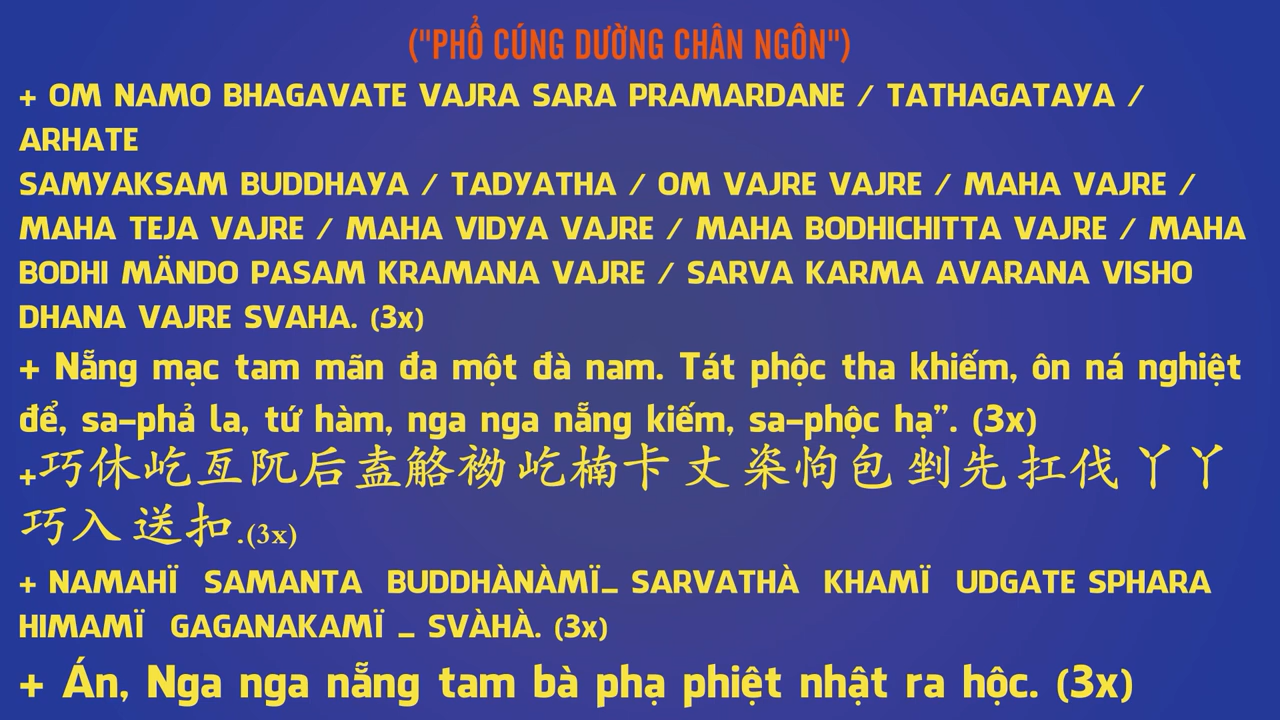 ("PHỔ CÚNG DƯỜNG CHÂN NGÔN")
+ OM NAMO BHAGAVATE VAJRA SARA PRAMARDANE / TATHAGATAYA /
ARHATE
SAMYAKSAM BUDDHAYA / TADYATHA / OM VAJRE VAJRE / MAHA VAJRE /
MAHA TEJA VAJRE / MAHA VIDYA VAJRE / MAHA BODHICHITTA VAJRE / MAHA
BODHI MÄNDO PASAM KRAMANA VAJRE / SARVA KARMA AVARANA VISHO
DHANA VAJRE SVAHA. (3x)
+ Nẵng mạc tam mãn đa một đà nam. Tát phộc tha khiếm, ôn ná nghiệt
để, sa-phả la, tứ hàm, nga nga nẵng kiếm, sa-phộc hạ”. (3x)
+巧休屹亙阢后盍觡袎屹楠卡丈楶怐包剉先扛伐丫丫
巧入送扣.(3x)
+ NAMAHÏ SAMANTA BUDDHÀNÀMÏ_ SARVATHÀ KHAMÏ UDGATE SPHARA
HIMAMÏ GAGANAKAMÏ _ SVÀHÀ. (3x)
+ Án, Nga nga nẵng tam bà phạ phiệt nhật ra hộc. (3x)